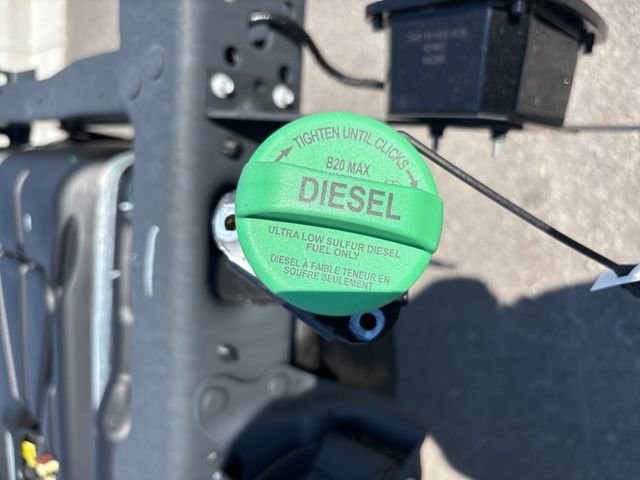 TIGHTEN UNTIL CLICKS
B20 MAX
DIESEL
ULTRA LOW SULFUR DIESEL
FUEL ONLY
DIESEL À FAIBLE TENEUR EN
SOUFRE SEULEMENT